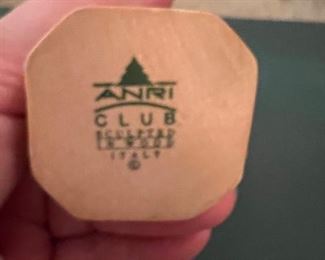 ANRI
CLUB
SCULPTED
IN WOOD
ITALY
©